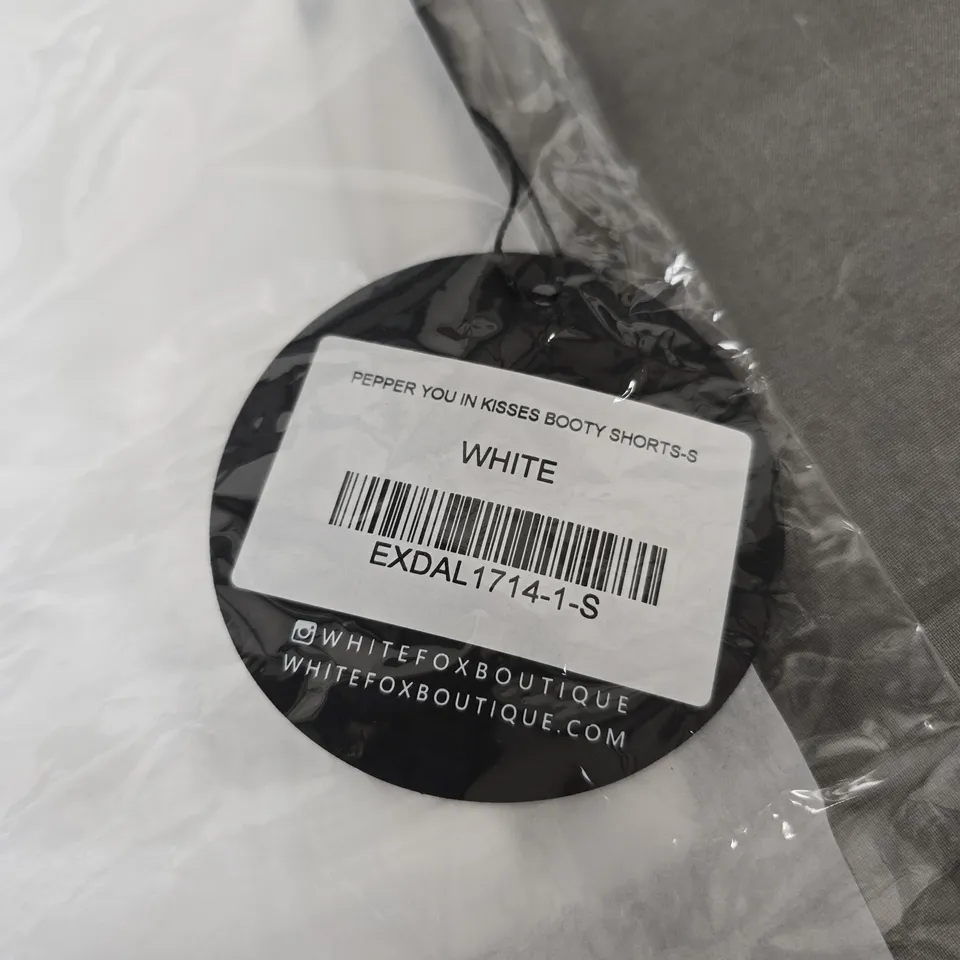 PEPPER YOU IN KISSES BOOTY SHORTS-S
WHITE
EXDAL1714-1-S
WHITEFOXBOUTIQUE
WHITEFOXBOUTIQUE.COM